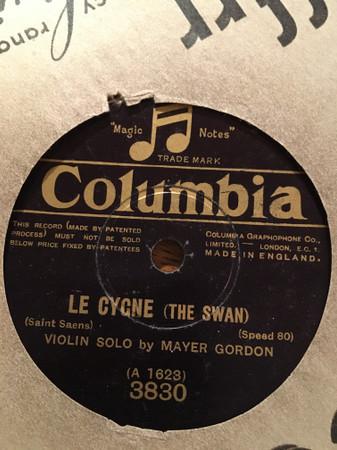 "Magic Notes"
TRADE MARK
Columbia
THIS RECORD (MADE BY PATENTED
PROCESS) MUST NOT BE SOLD
BELOW PRICE FIXED BY PATENTEES
COLUMBIA GRAPHOPHONE CO.,
LIMITED. — LONDON, E.C. 1.
MADE IN ENGLAND.
LE CYGNE (THE SWAN)
(Saint Saens) (Speed 80)
VIOLIN SOLO by MAYER GORDON
(A 1623)
3830